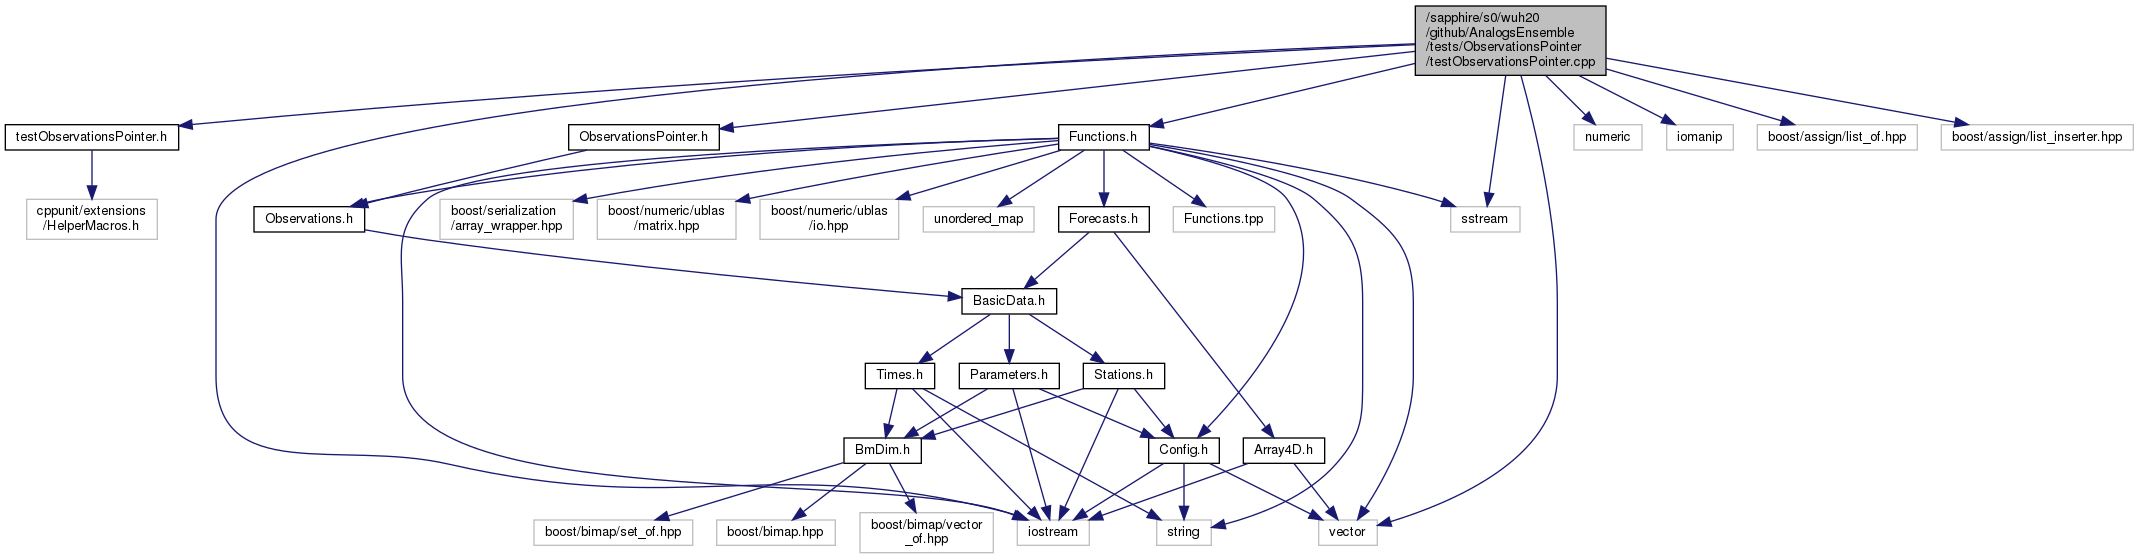 /sapphire/s0/wuh20
/github/AnalogsEnsemble
/tests/ObservationsPointer
/testObservationsPointer.cpp
testObservationsPointer.h
ObservationsPointer.h
Functions.h
numeric
iomanip
boost/assign/list_of.hpp
boost/assign/list_inserter.hpp
cppunit/extensions
/HelperMacros.h
Observations.h
boost/serialization
/array_wrapper.hpp
boost/numeric/ublas
/matrix.hpp
boost/numeric/ublas
/io.hpp
unordered_map
Forecasts.h
Functions.tpp
sstream
BasicData.h
Times.h
Parameters.h
Stations.h
BmDim.h
Config.h
Array4D.h
boost/bimap/set_of.hpp
boost/bimap.hpp
boost/bimap/vector
_of.hpp
iostream
string
vector